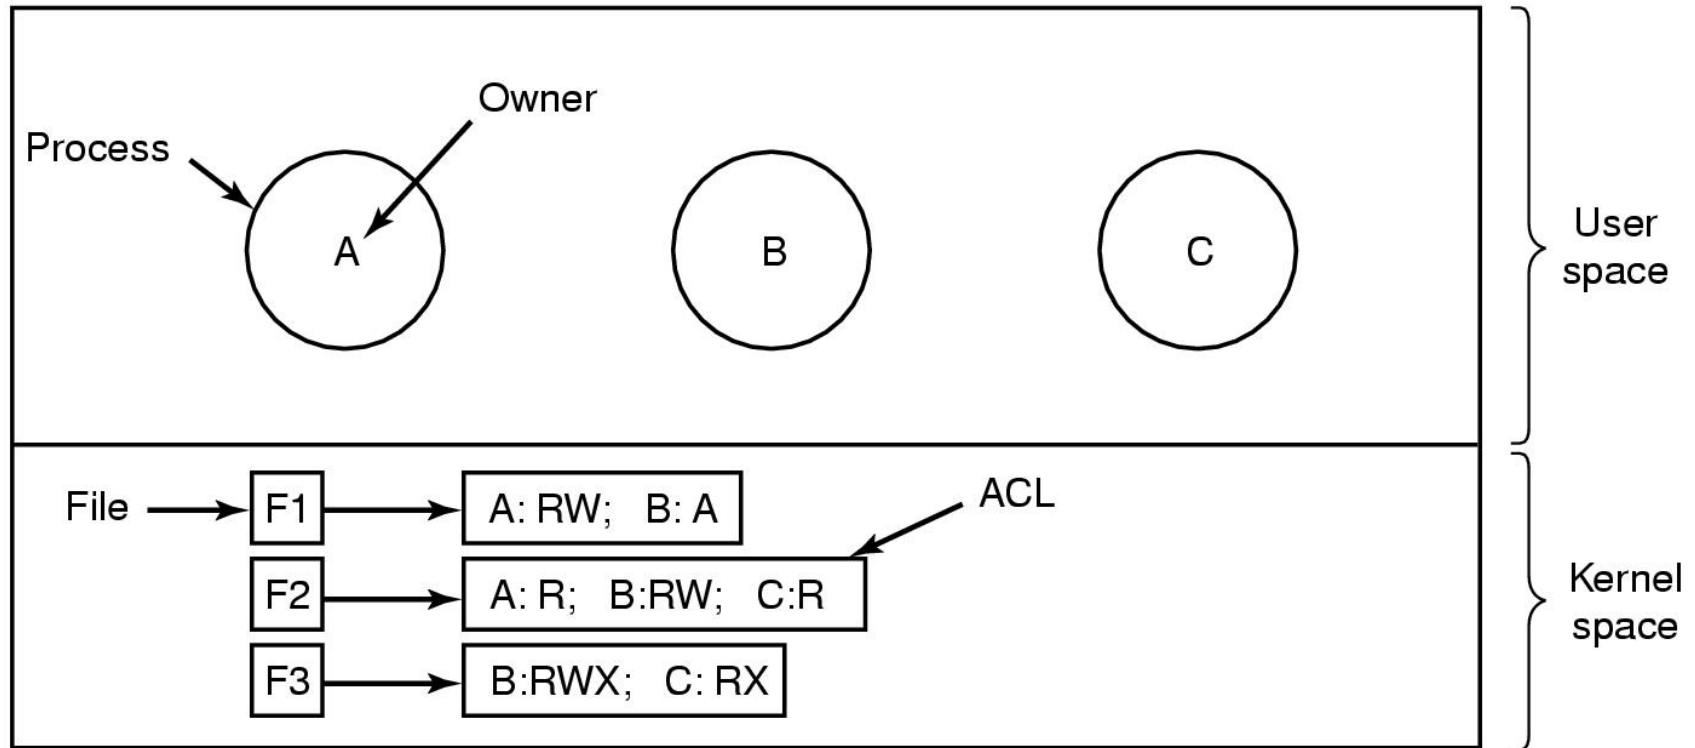 Owner
Process
A
B
C
User
space
File
F1
A: RW; B: A
ACL
F2
A: R; B:RW; C:R
F3
B:RWX; C: RX
Kernel
space